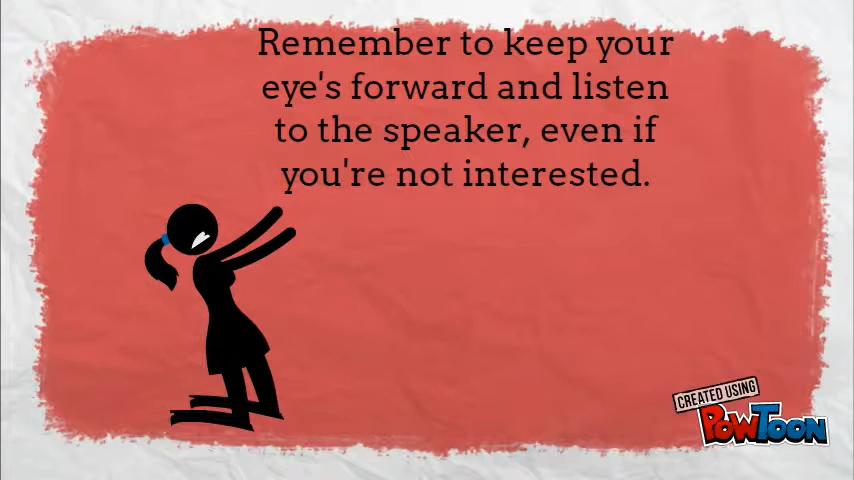 Remember to keep your
eye's forward and listen
to the speaker, even if
you're not interested.
CREATED USING
POWTOON